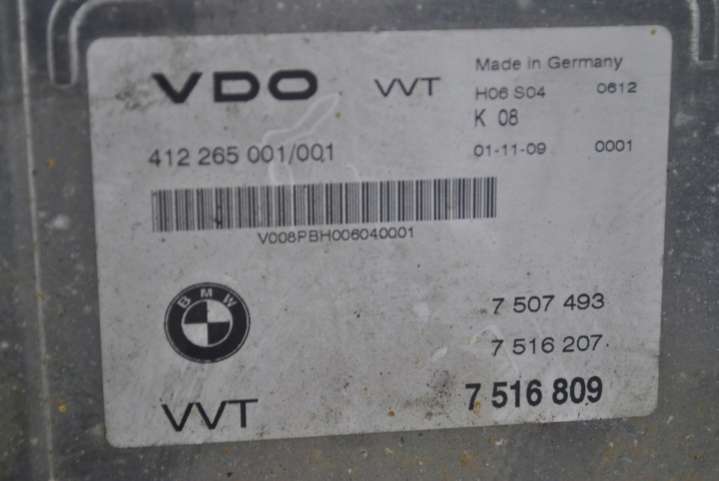 VDO VVT Made in Germany
H06 S04 0612
K 08
412 265 001/001 01-11-09 0001
V008PBH006040001
BMW
7 507 493
7 516 207
VVT 7 516 809